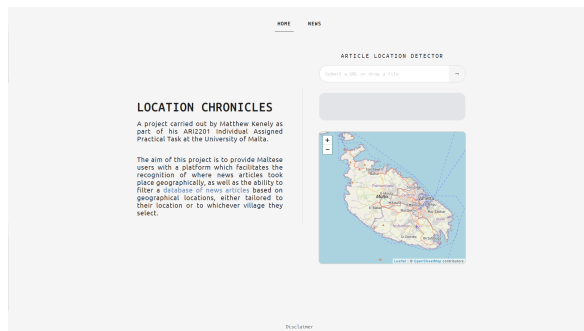 HOME NEWS
ARTICLE LOCATION DETECTOR
Submit a URL or drop a file
LOCATION CHRONICLES
A project carried out by Matthew Kenely as
part of his ARI2201 Individual Assigned
Practical Task at the University of Malta.
The aim of this project is to provide Maltese
users with a platform which facilitates the
recognition of where news articles took
place geographically, as well as the ability to
filter a database of news articles based on
geographical locations, either tailored to
their location or to whichever village they
select.
+
−
Malta
Valletta
Leaflet | © OpenStreetMap contributors
Disclaimer